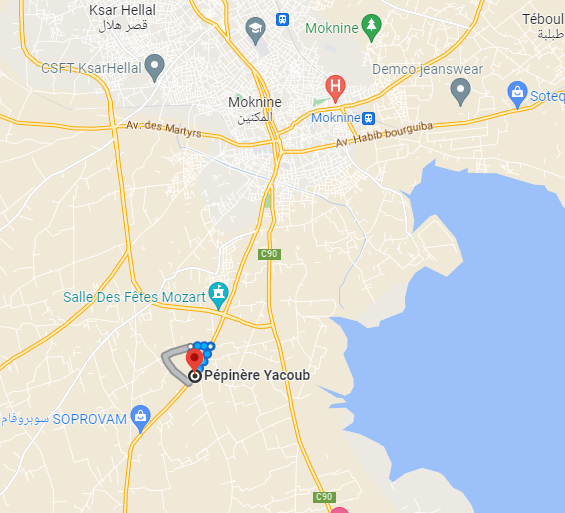 Ksar Hellal
قصر هلال
Moknine
Téboul
طبلبة
CSFT KsarHellal
Demco jeanswear
Soteq
Moknine
المكنين
H
Moknine
Av. des Martyrs
Av. Habib bourguiba
C90
Salle Des Fêtes Mozart
Pépinère Yacoub
سوبروفام SOPROVAM
C90